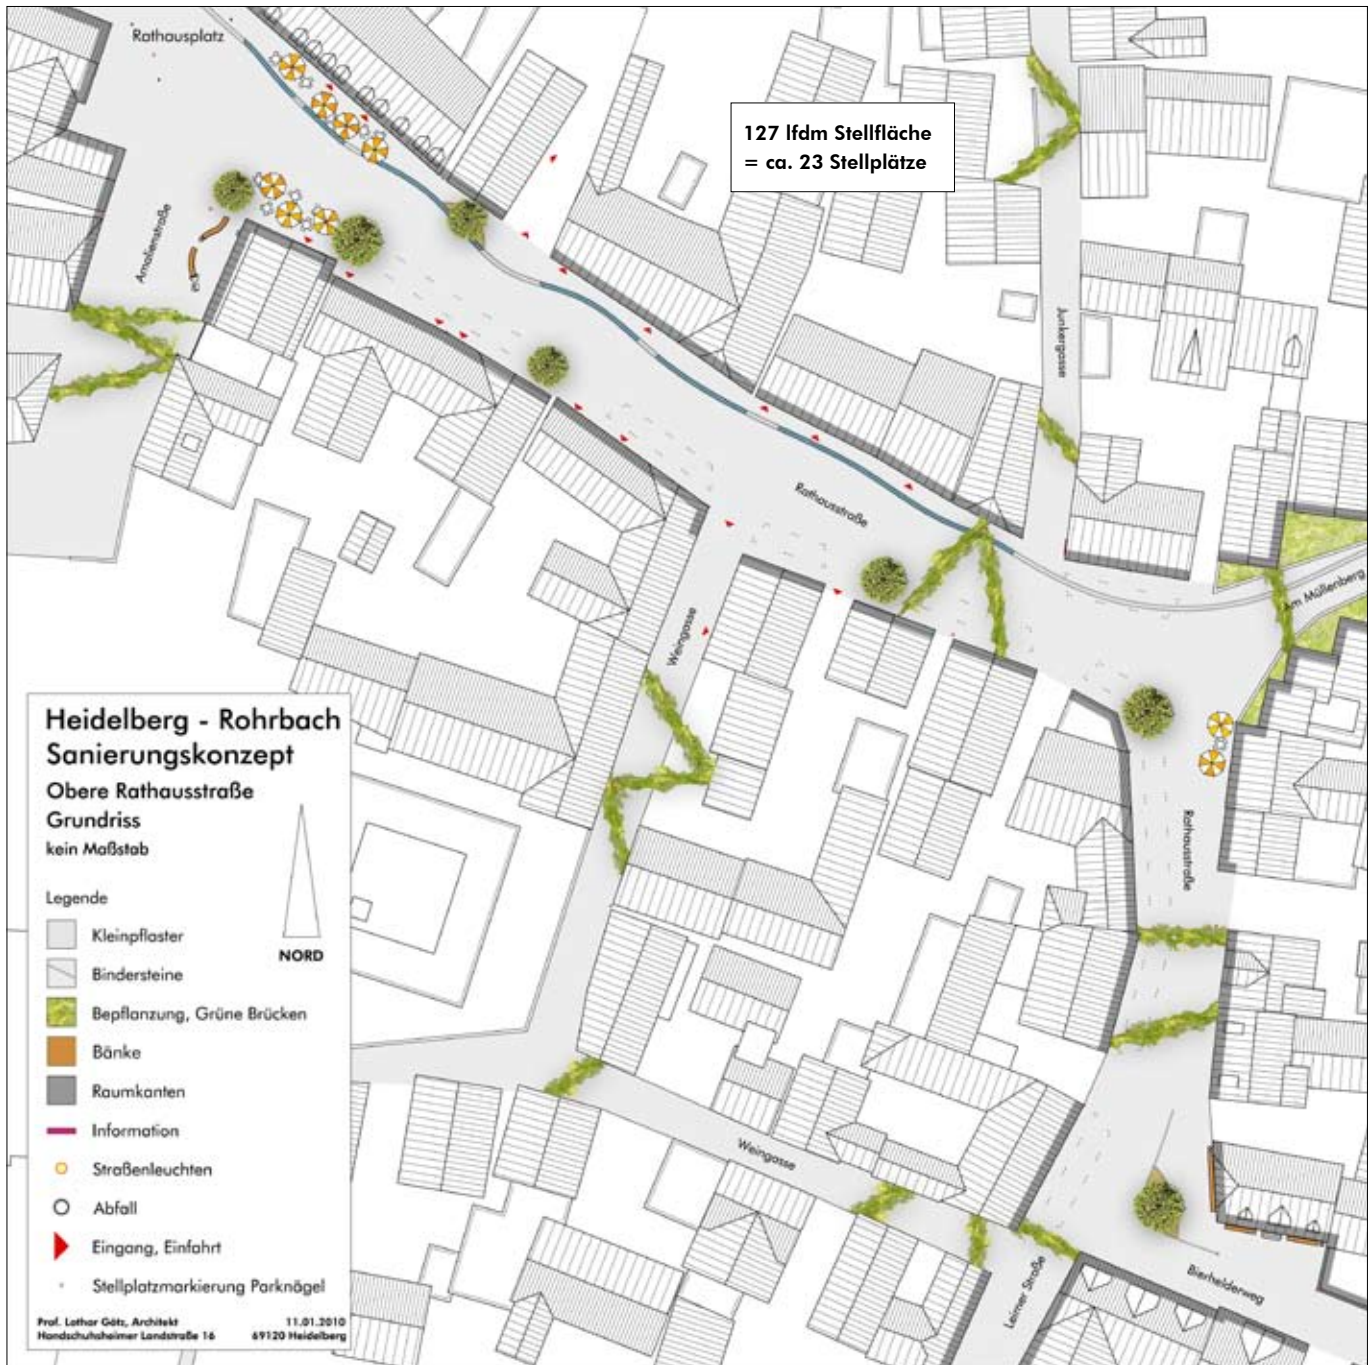 Rathausplatz
127 lfdm Stellfläche
= ca. 23 Stellplätze
Amalienstraße
Junkergasse
Rathausstraße
Am Müllenberg
Weingasse
Rathausstraße
Weingasse
Leimer Straße
Bierhelderweg
Heidelberg - Rohrbach
Sanierungskonzept
Obere Rathausstraße
Grundriss
kein Maßstab
NORD
Legende
Kleinpflaster
Bindersteine
Bepflanzung, Grüne Brücken
Bänke
Raumkanten
Information
Straßenleuchten
Abfall
Eingang, Einfahrt
Stellplatzmarkierung Parknägel
Prof. Lothar Götz, Architekt 11.01.2010
Handschuhsheimer Landstraße 16 69120 Heidelberg